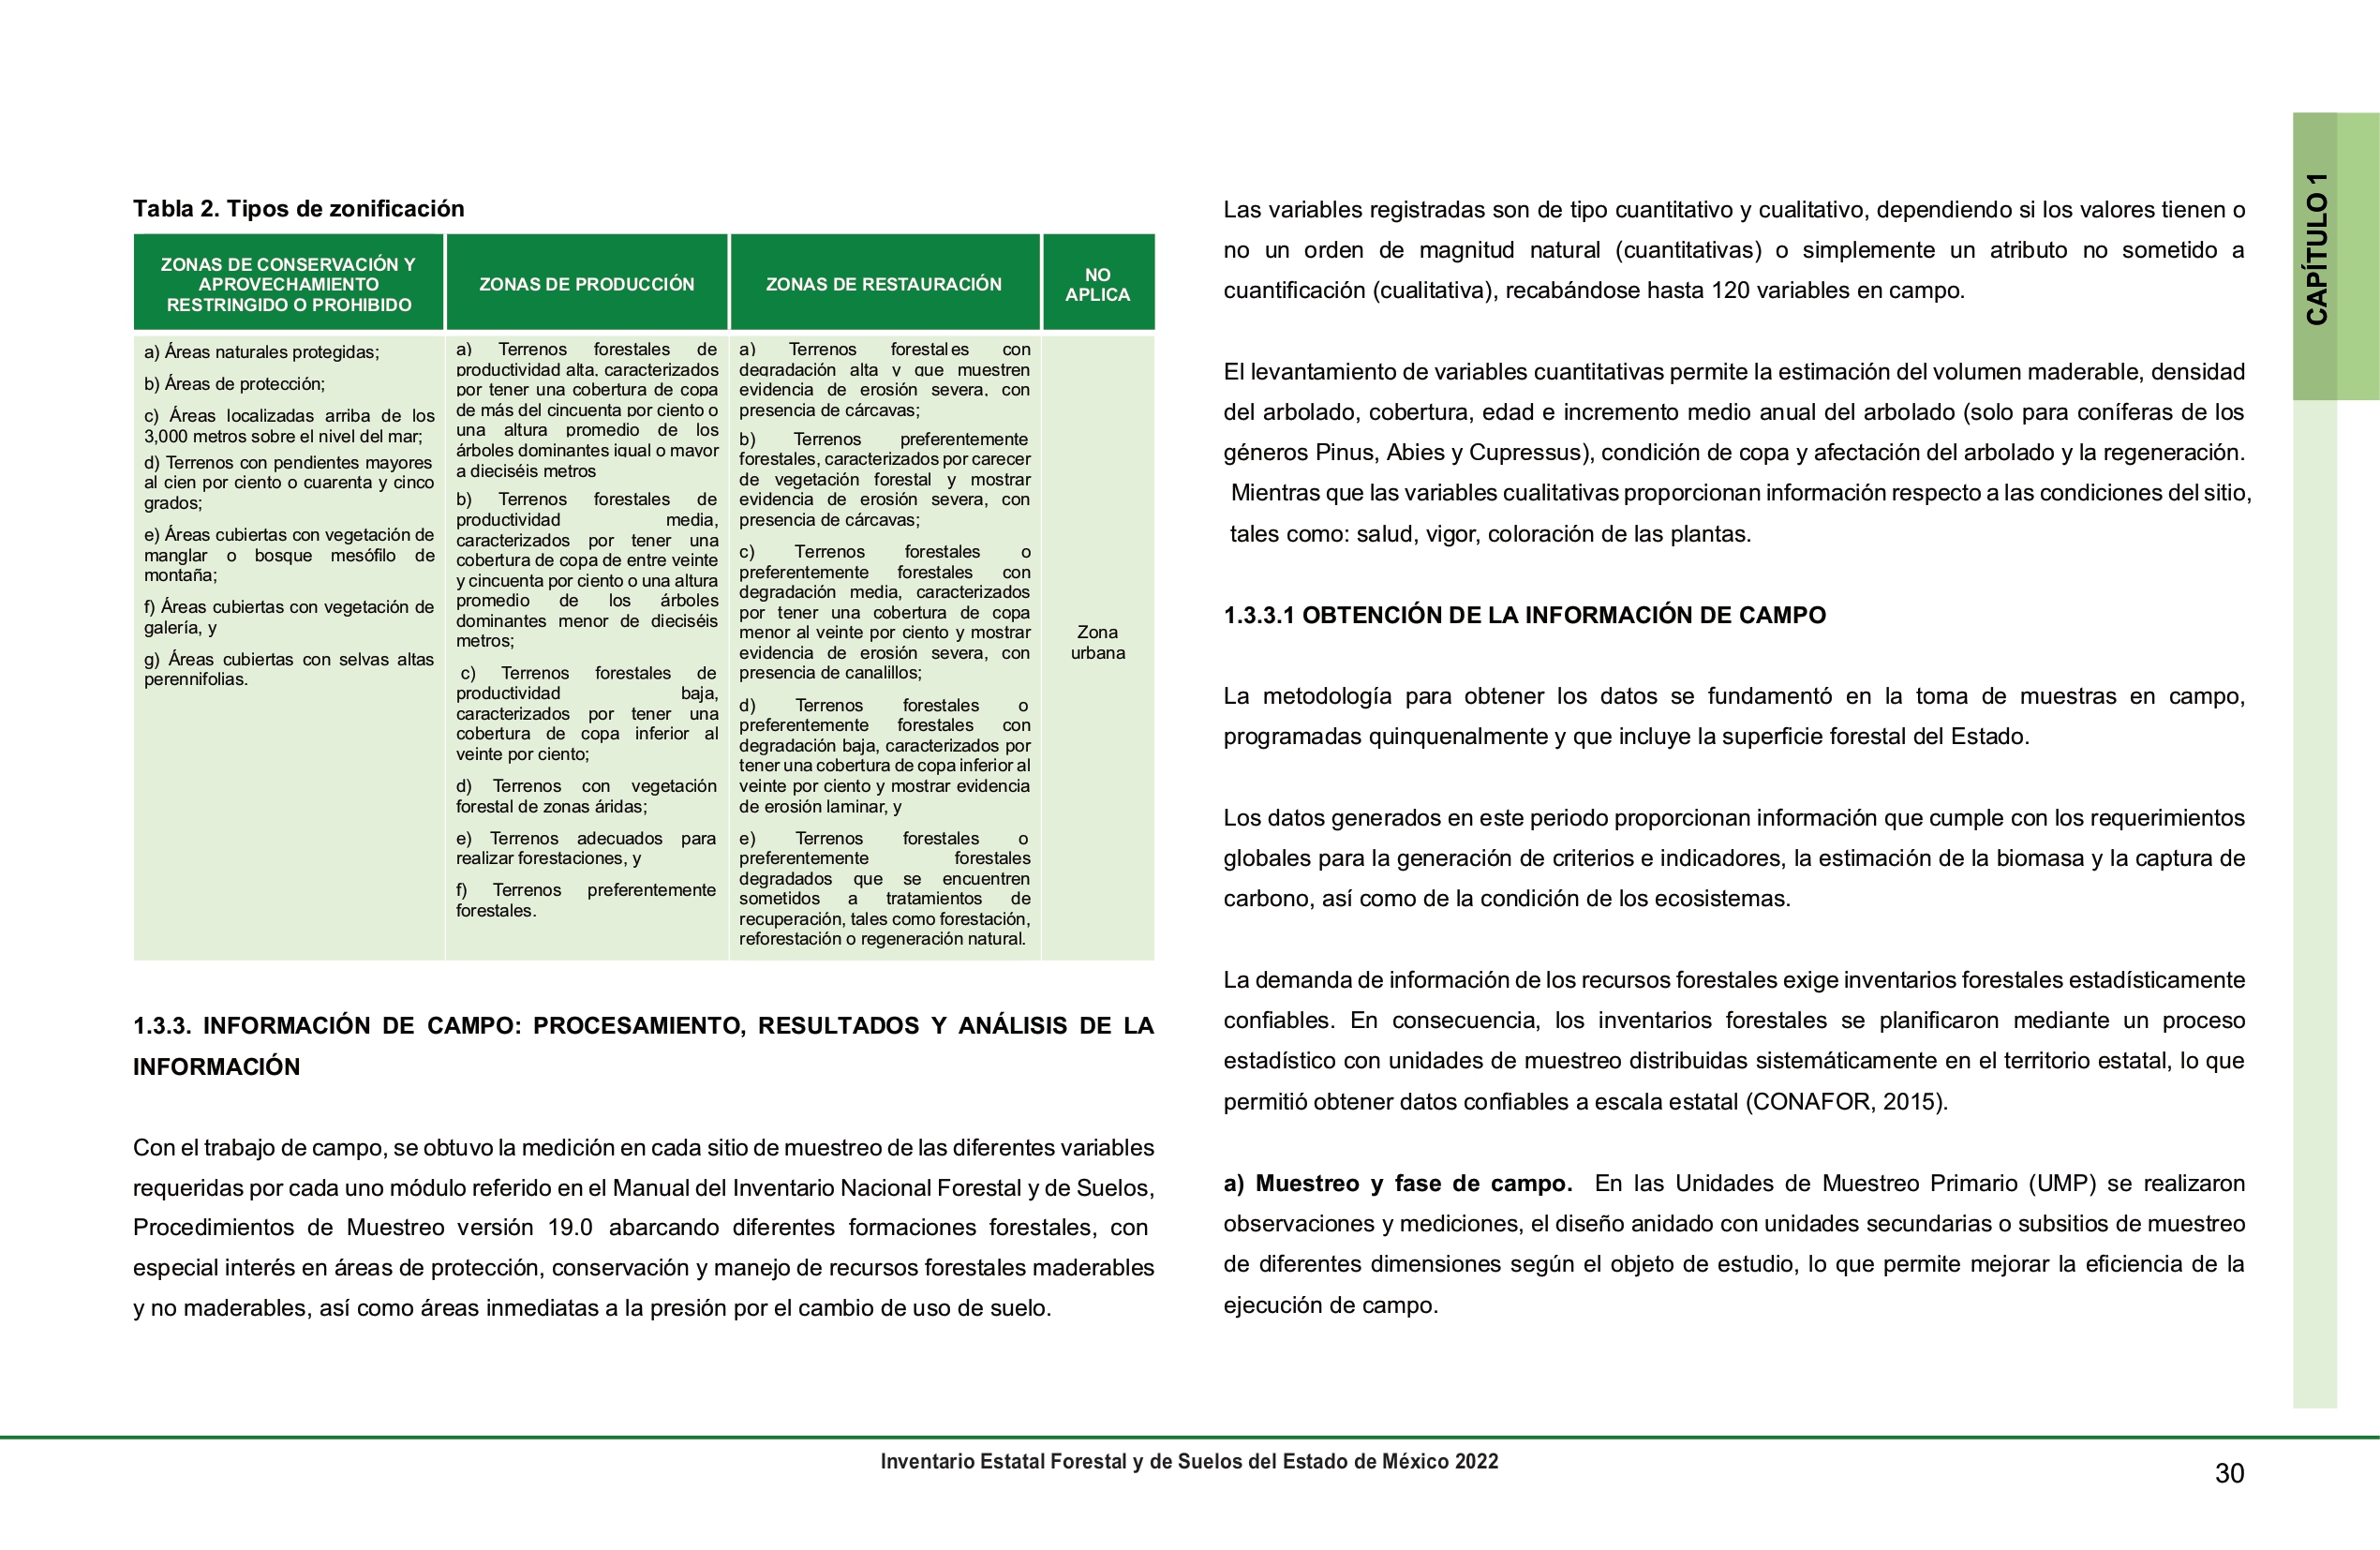 Tabla 2. Tipos de zonificación
ZONAS DE CONSERVACIÓN Y
APROVECHAMIENTO
RESTRINGIDO O PROHIBIDO
ZONAS DE PRODUCCIÓN
ZONAS DE RESTAURACIÓN
NO
APLICA
a) Áreas naturales protegidas;
b) Áreas de protección;
c) Áreas localizadas arriba de los
3,000 metros sobre el nivel del mar;
d) Terrenos con pendientes mayores
al cien por ciento o cuarenta y cinco
grados;
e) Áreas cubiertas con vegetación de
manglar o bosque mesófilo de
montaña;
f) Áreas cubiertas con vegetación de
galería, y
g) Áreas cubiertas con selvas altas
perennifolias.
a) Terrenos forestales de
productividad alta, caracterizados
por tener una cobertura de copa
de más del cincuenta por ciento o
una altura promedio de los
árboles dominantes igual o mayor
a dieciséis metros
b) Terrenos forestales de
productividad media,
caracterizados por tener una
cobertura de copa de entre veinte
y cincuenta por ciento o una altura
promedio de los árboles
dominantes menor de dieciséis
metros;
c) Terrenos forestales de
productividad baja,
caracterizados por tener una
cobertura de copa inferior al
veinte por ciento;
d) Terrenos con vegetación
forestal de zonas áridas;
e) Terrenos adecuados para
realizar forestaciones, y
f) Terrenos preferentemente
forestales.
a) Terrenos forestales con
degradación alta y que muestren
evidencia de erosión severa, con
presencia de cárcavas;
b) Terrenos preferentemente
forestales, caracterizados por carecer
de vegetación forestal y mostrar
evidencia de erosión severa, con
presencia de cárcavas;
c) Terrenos forestales o
preferentemente forestales con
degradación media, caracterizados
por tener una cobertura de copa
menor al veinte por ciento y mostrar
evidencia de erosión severa, con
presencia de canalillos;
d) Terrenos forestales o
preferentemente forestales con
degradación baja, caracterizados por
tener una cobertura de copa inferior al
veinte por ciento y mostrar evidencia
de erosión laminar, y
e) Terrenos forestales o
preferentemente forestales
degradados que se encuentren
sometidos a tratamientos de
recuperación, tales como forestación,
reforestación o regeneración natural.
Zona
urbana
1.3.3. INFORMACIÓN DE CAMPO: PROCESAMIENTO, RESULTADOS Y ANÁLISIS DE LA
INFORMACIÓN
Con el trabajo de campo, se obtuvo la medición en cada sitio de muestreo de las diferentes variables
requeridas por cada uno módulo referido en el Manual del Inventario Nacional Forestal y de Suelos,
Procedimientos de Muestreo versión 19.0 abarcando diferentes formaciones forestales, con
especial interés en áreas de protección, conservación y manejo de recursos forestales maderables
y no maderables, así como áreas inmediatas a la presión por el cambio de uso de suelo.
Las variables registradas son de tipo cuantitativo y cualitativo, dependiendo si los valores tienen o
no un orden de magnitud natural (cuantitativas) o simplemente un atributo no sometido a
cuantificación (cualitativa), recabándose hasta 120 variables en campo.
El levantamiento de variables cuantitativas permite la estimación del volumen maderable, densidad
del arbolado, cobertura, edad e incremento medio anual del arbolado (solo para coníferas de los
géneros Pinus, Abies y Cupressus), condición de copa y afectación del arbolado y la regeneración.
Mientras que las variables cualitativas proporcionan información respecto a las condiciones del sitio,
tales como: salud, vigor, coloración de las plantas.
1.3.3.1 OBTENCIÓN DE LA INFORMACIÓN DE CAMPO
La metodología para obtener los datos se fundamentó en la toma de muestras en campo,
programadas quinquenalmente y que incluye la superficie forestal del Estado.
Los datos generados en este periodo proporcionan información que cumple con los requerimientos
globales para la generación de criterios e indicadores, la estimación de la biomasa y la captura de
carbono, así como de la condición de los ecosistemas.
La demanda de información de los recursos forestales exige inventarios forestales estadísticamente
confiables. En consecuencia, los inventarios forestales se planificaron mediante un proceso
estadístico con unidades de muestreo distribuidas sistemáticamente en el territorio estatal, lo que
permitió obtener datos confiables a escala estatal (CONAFOR, 2015).
a) Muestreo y fase de campo. En las Unidades de Muestreo Primario (UMP) se realizaron
observaciones y mediciones, el diseño anidado con unidades secundarias o subsitios de muestreo
de diferentes dimensiones según el objeto de estudio, lo que permite mejorar la eficiencia de la
ejecución de campo.
CAPÍTULO 1
Inventario Estatal Forestal y de Suelos del Estado de México 2022
30